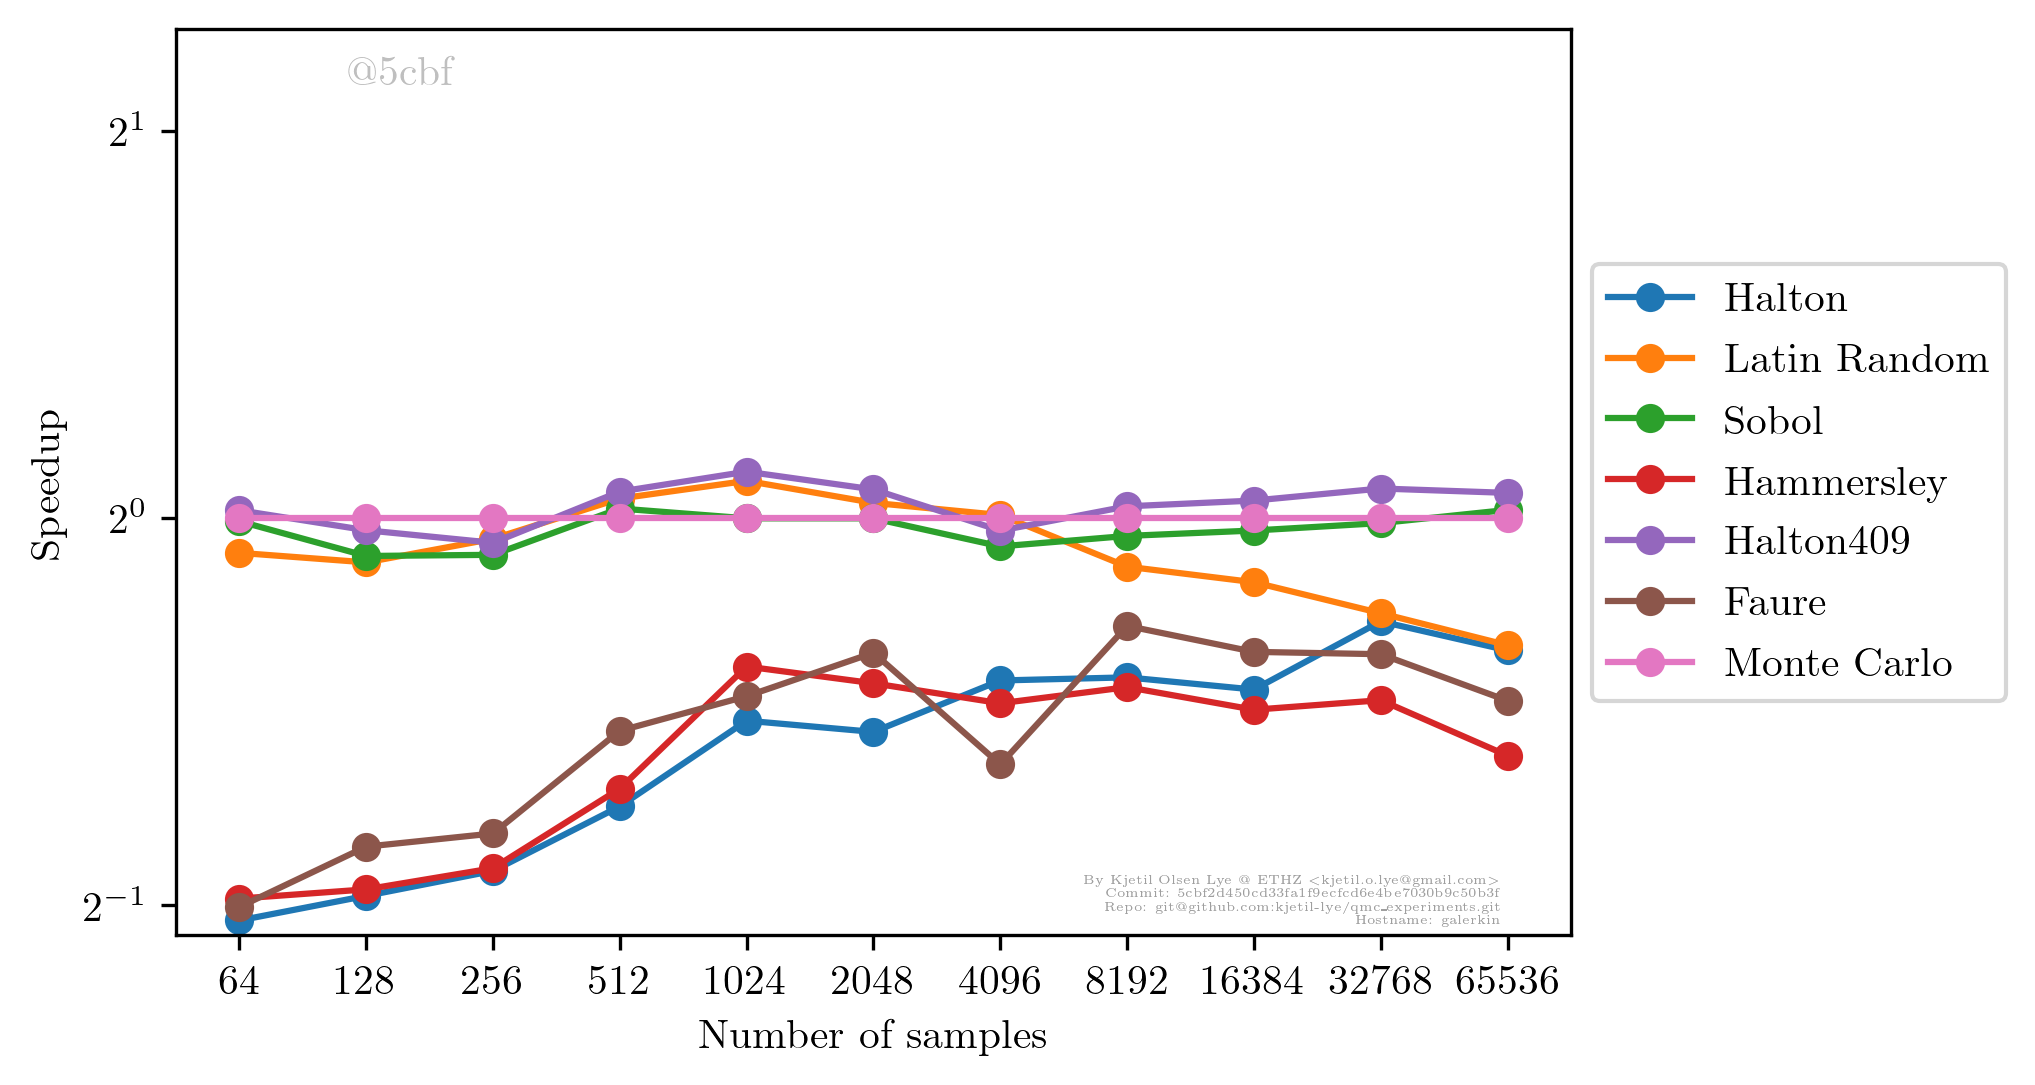 @5cbf
2^1
2^0
2^{-1}
Speedup
64 128 256 512 1024 2048 4096 8192 16384 32768 65536
Number of samples
By Kjetil Olsen Lye @ ETHZ <kjetil.o.lye@gmail.com>
Commit: 5cbf2d450cd33fa1f9ecfcd6e4be7030b9c50b3f
Repo: git@github.com:kjetil-lye/qmc_experiments.git
Hostname: galerkin
Halton
Latin Random
Sobol
Hammersley
Halton409
Faure
Monte Carlo